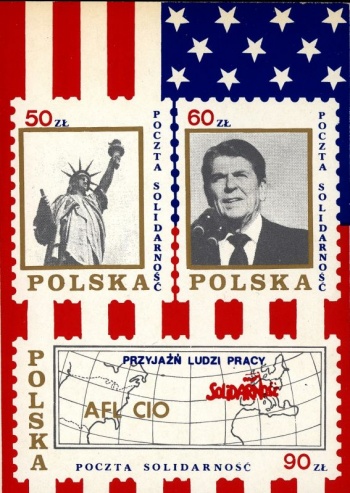 50 ZŁ
POCZTA SOLIDARNOŚĆ
POLSKA
60 ZŁ
POCZTA SOLIDARNOŚĆ
POLSKA
POLSKA
PRZYJAŹŃ LUDZI PRACY
AFL CIO
SOLIDARNOŚĆ
POCZTA SOLIDARNOŚĆ
90 ZŁ